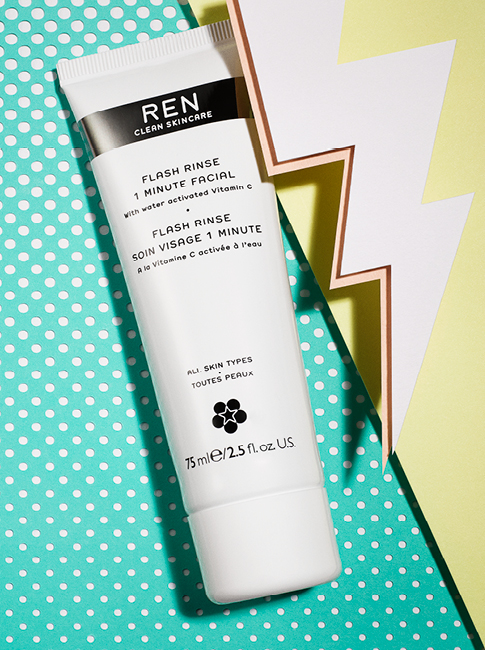 REN
CLEAN SKINCARE
FLASH RINSE
1 MINUTE FACIAL
With water activated Vitamin C
•
FLASH RINSE
SOIN VISAGE 1 MINUTE
A la Vitamine C activée à l'eau
ALL SKIN TYPES
•
TOUTES PEAUX
75 ml e/2.5 fl. oz. U.S.